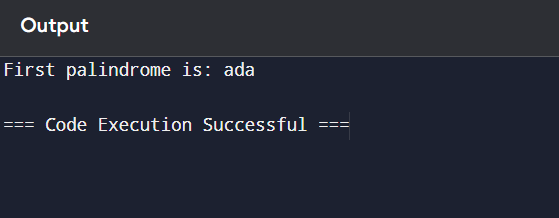 Output
First palindrome is: ada
=== Code Execution Successful ===